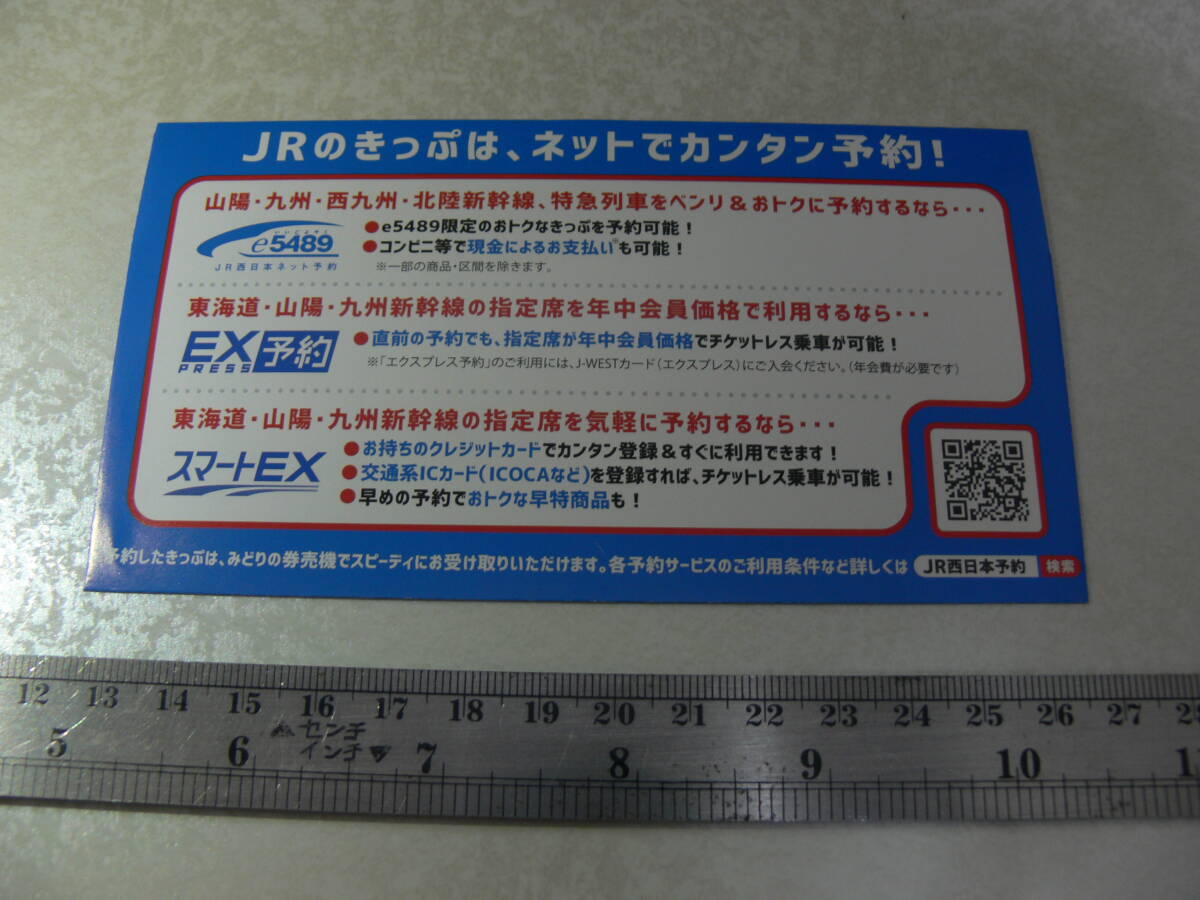 JRのきっぷは、ネットでカンタン予約!
山陽・九州・西九州・北陸新幹線、特急列車をベンリ&おトクに予約するなら・・・
いいごよやく
e5489
JR西日本ネット予約
●e5489限定のおトクなきっぷを予約可能!
●コンビニ等で現金によるお支払い※も可能!
※一部の商品・区間を除きます。
東海道・山陽・九州新幹線の指定席を年中会員価格で利用するなら・・・
EXPRESS予約
●直前の予約でも、指定席が年中会員価格でチケットレス乗車が可能!
※「エクスプレス予約」のご利用には、J-WESTカード(エクスプレス)にご入会ください。(年会費が必要です)
東海道・山陽・九州新幹線の指定席を気軽に予約するなら・・・
スマートEX
●お持ちのクレジットカードでカンタン登録&すぐに利用できます!
●交通系ICカード(ICOCAなど)を登録すれば、チケットレス乗車が可能!
●早めの予約でおトクな早特商品も!
予約したきっぷは、みどりの券売機でスピーディにお受け取りいただけます。各予約サービスのご利用条件など詳しくは JR西日本予約 検索
12 13 14 15 16 17 18 19 20 21 22 23 24 25 26 27 28
センチ
インチ
5 6 7 8 9 10